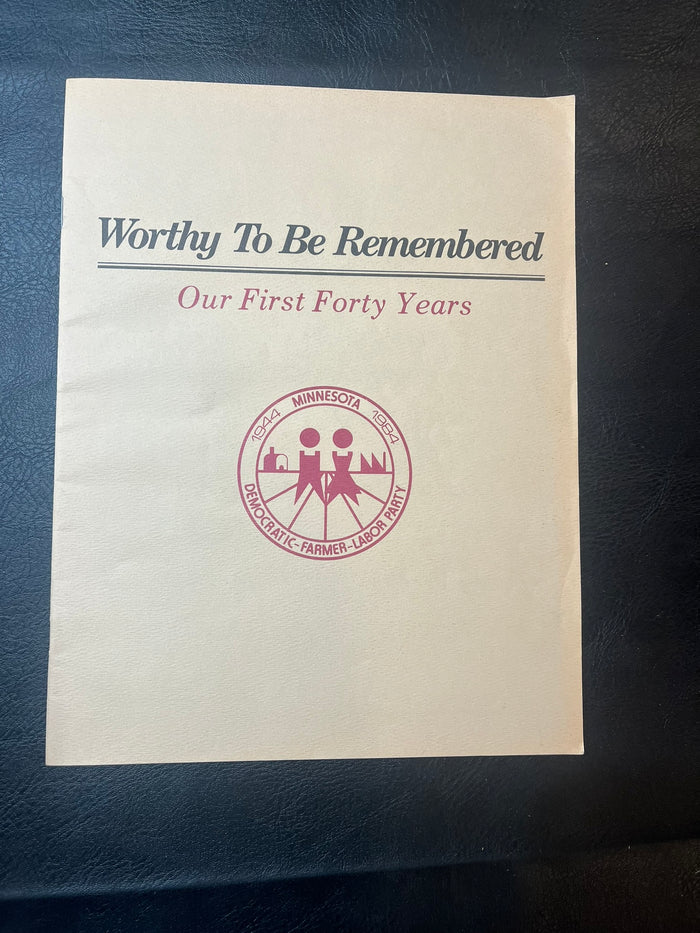 Worthy To Be Remembered
Our First Forty Years
1944 MINNESOTA 1984
DEMOCRATIC-FARMER-LABOR PARTY